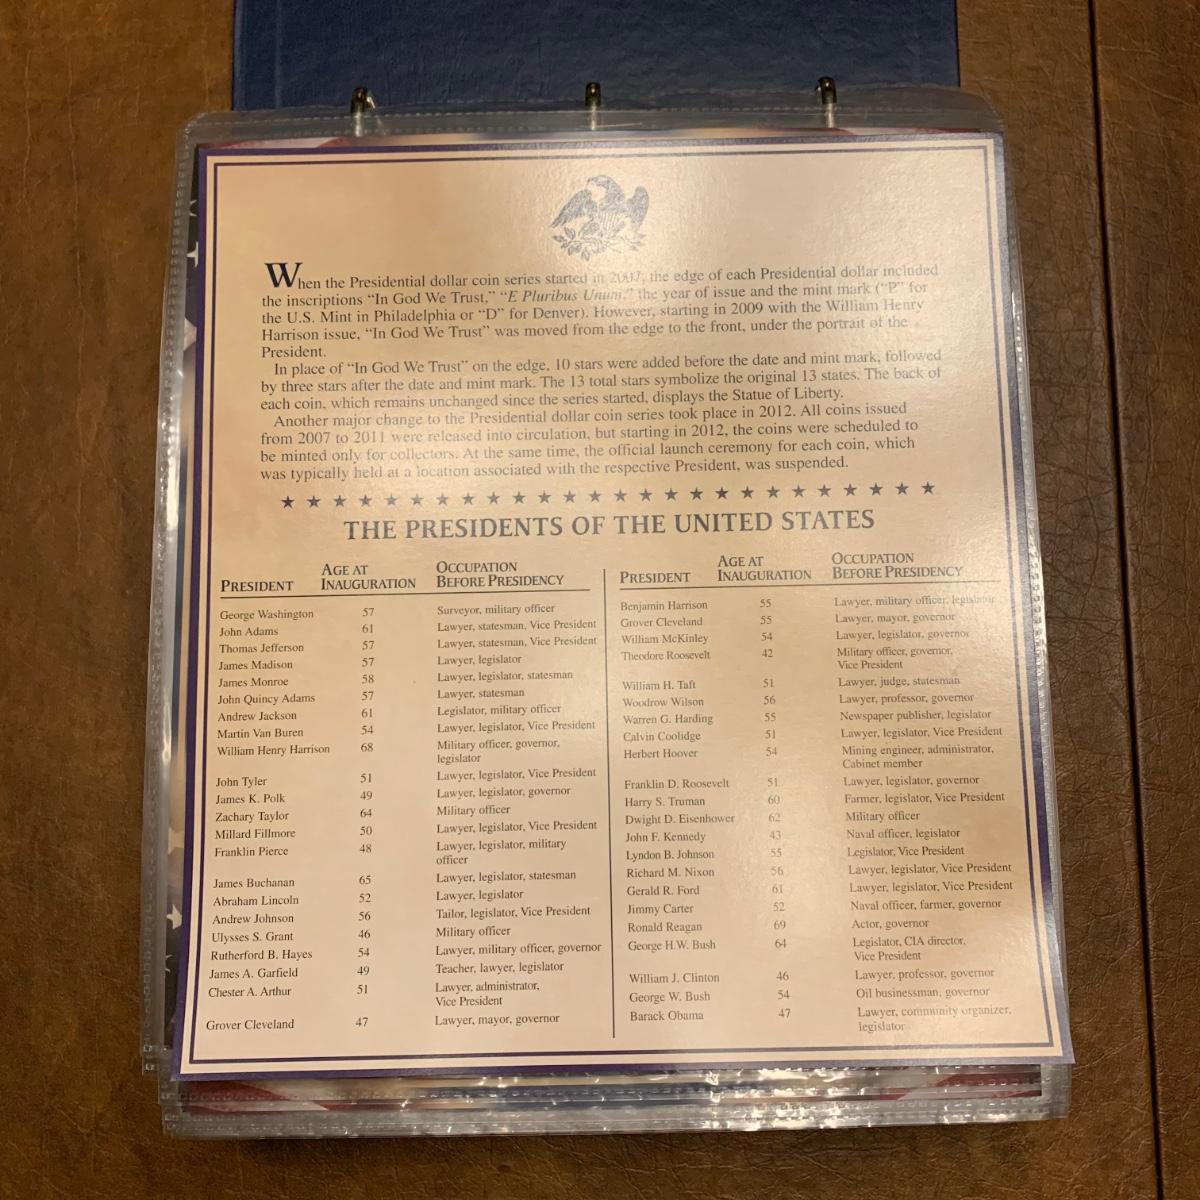 When the Presidential dollar coin series started in 2007, the edge of each Presidential dollar included
the inscriptions “In God We Trust,” “E Pluribus Unum,” the year of issue and the mint mark (“P” for
the U.S. Mint in Philadelphia or “D” for Denver). However, starting in 2009 with the William Henry
Harrison issue, “In God We Trust” was moved from the edge to the front, under the portrait of the
President.
In place of “In God We Trust” on the edge, 10 stars were added before the date and mint mark, followed
by three stars after the date and mint mark. The 13 total stars symbolize the original 13 states. The back of
each coin, which remains unchanged since the series started, displays the Statue of Liberty.
Another major change to the Presidential dollar coin series took place in 2012. All coins issued
from 2007 to 2011 were released into circulation, but starting in 2012, the coins were scheduled to
be minted only for collectors. At the same time, the official launch ceremony for each coin, which
was typically held at a location associated with the respective President, was suspended.
THE PRESIDENTS OF THE UNITED STATES
PRESIDENT AGE AT INAUGURATION OCCUPATION BEFORE PRESIDENCY
George Washington 57 Surveyor, military officer
John Adams 61 Lawyer, statesman, Vice President
Thomas Jefferson 57 Lawyer, statesman, Vice President
James Madison 57 Lawyer, legislator
James Monroe 58 Lawyer, legislator, statesman
John Quincy Adams 57 Lawyer, statesman
Andrew Jackson 61 Legislator, military officer
Martin Van Buren 54 Lawyer, legislator, Vice President
William Henry Harrison 68 Military officer, governor,
legislator
John Tyler 51 Lawyer, legislator, Vice President
James K. Polk 49 Lawyer, legislator, governor
Zachary Taylor 64 Military officer
Millard Fillmore 50 Lawyer, legislator, Vice President
Franklin Pierce 48 Lawyer, legislator, military
officer
James Buchanan 65 Lawyer, legislator, statesman
Abraham Lincoln 52 Lawyer, legislator
Andrew Johnson 56 Tailor, legislator, Vice President
Ulysses S. Grant 46 Military officer
Rutherford B. Hayes 54 Lawyer, military officer, governor
James A. Garfield 49 Teacher, lawyer, legislator
Chester A. Arthur 51 Lawyer, administrator,
Vice President
Grover Cleveland 47 Lawyer, mayor, governor
PRESIDENT AGE AT INAUGURATION OCCUPATION BEFORE PRESIDENCY
Benjamin Harrison 55 Lawyer, military officer, legislator
Grover Cleveland 55 Lawyer, mayor, governor
William McKinley 54 Lawyer, legislator, governor
Theodore Roosevelt 42 Military officer, governor,
Vice President
William H. Taft 51 Lawyer, judge, statesman
Woodrow Wilson 56 Lawyer, professor, governor
Warren G. Harding 55 Newspaper publisher, legislator
Calvin Coolidge 51 Lawyer, legislator, Vice President
Herbert Hoover 54 Mining engineer, administrator,
Cabinet member
Franklin D. Roosevelt 51 Lawyer, legislator, governor
Harry S. Truman 60 Farmer, legislator, Vice President
Dwight D. Eisenhower 62 Military officer
John F. Kennedy 43 Naval officer, legislator
Lyndon B. Johnson 55 Legislator, Vice President
Richard M. Nixon 56 Lawyer, legislator, Vice President
Gerald R. Ford 61 Lawyer, legislator, Vice President
Jimmy Carter 52 Naval officer, farmer, governor
Ronald Reagan 69 Actor, governor
George H.W. Bush 64 Legislator, CIA director,
Vice President
William J. Clinton 46 Lawyer, professor, governor
George W. Bush 54 Oil businessman, governor
Barack Obama 47 Lawyer, community organizer,
legislator